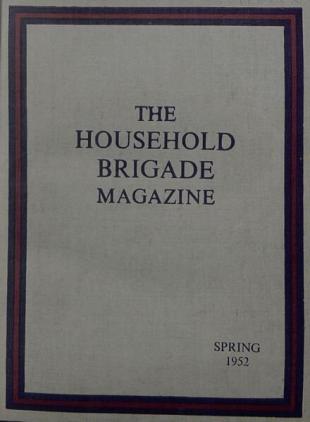 THE
HOUSEHOLD
BRIGADE
MAGAZINE
SPRING
1952